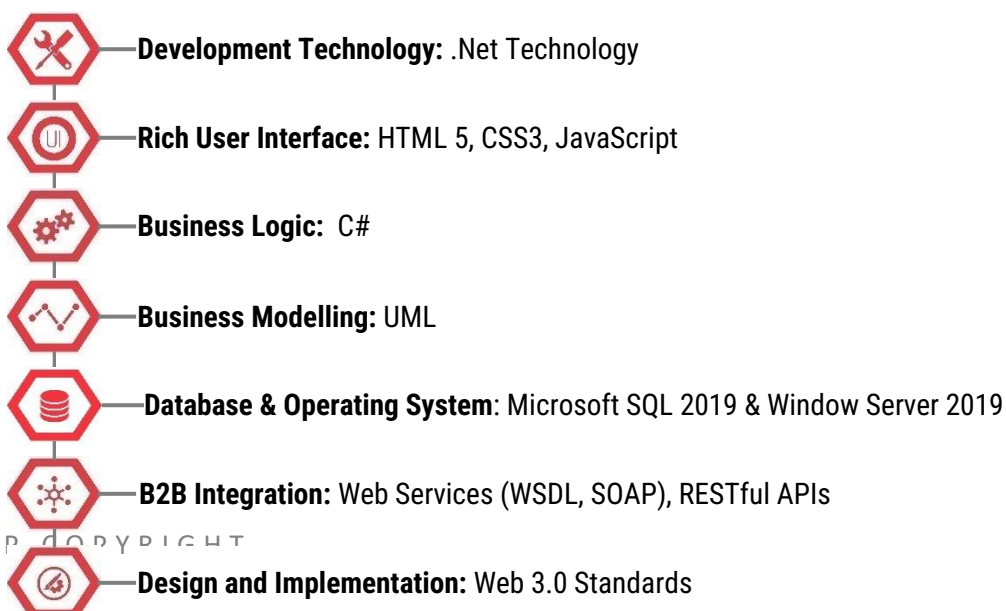 Development Technology: .Net Technology
UI
Rich User Interface: HTML 5, CSS3, JavaScript
Business Logic: C#
Business Modelling: UML
Database & Operating System: Microsoft SQL 2019 & Window Server 2019
B2B Integration: Web Services (WSDL, SOAP), RESTful APIs
COPYRIGHT
Design and Implementation: Web 3.0 Standards